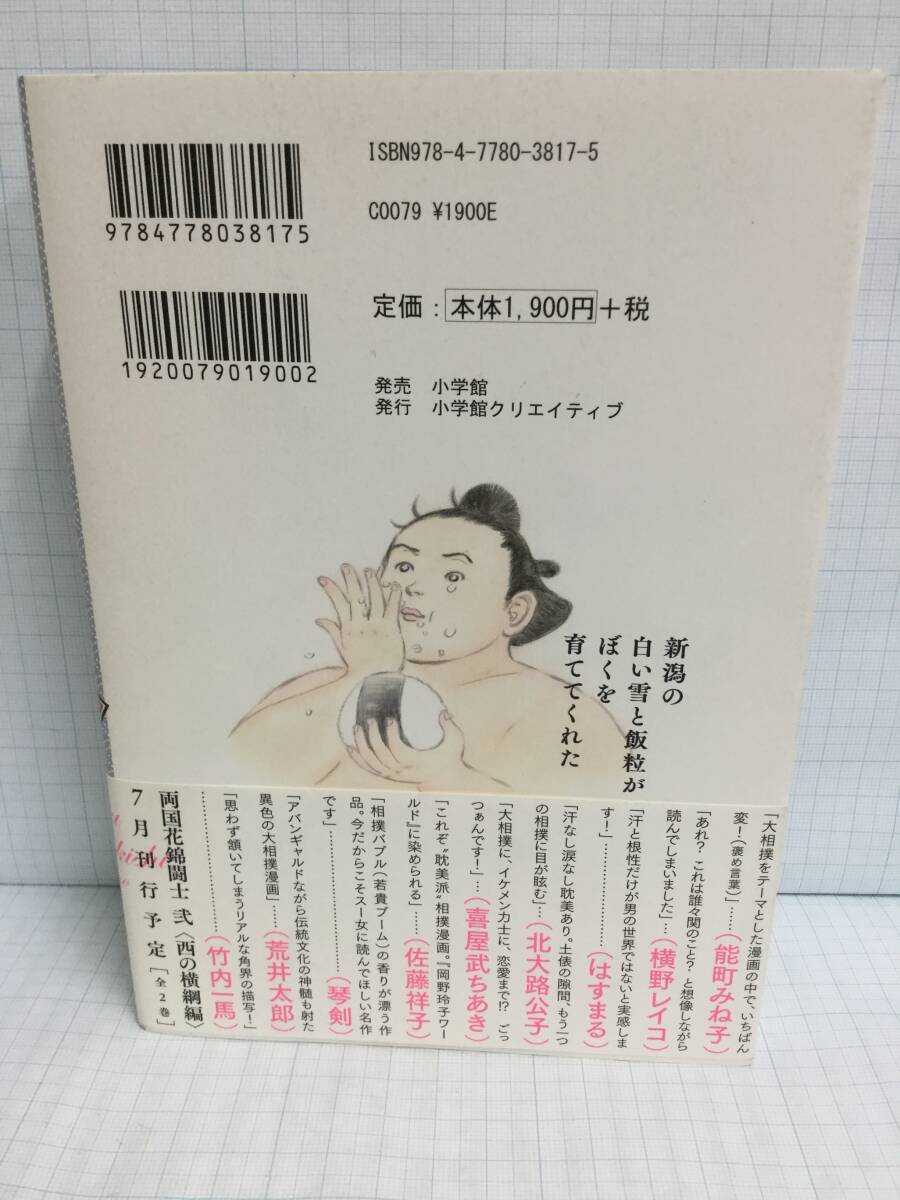 ISBN978-4-7780-3817-5
C0079 ¥1900E
9784778038175
定価：本体1,900円＋税
1920079019002
発売 小学館
発行 小学館クリエイティブ
新潟の
白い雪と飯粒が
ぼくを
育ててくれた
「大相撲をテーマとした漫画の中で、いちばん
変！（褒め言葉）」……（能町みね子）
「あれ？ これは誰々関のこと？ と想像しながら
読んでしまいました」…（横野レイコ）
「汗と根性だけが男の世界ではないと実感しま
す！」………………（はすまる）
「汗なし涙なし耽美あり。土俵の隙間、もう一つ
の相撲に目が眩む」…（北大路公子）
「大相撲に、イケメン力士に、恋愛まで!? ごっ
つぁんです！」…（喜屋武ちあき）
「これぞ“耽美派”相撲漫画。『岡野玲子ワー
ルド』に染められる」……（佐藤祥子）
「相撲バブル（若貴ブーム）の香りが漂う作
品。今だからこそスー女に読んでほしい名作
です」………………（琴剣）
「アバンギャルドながら伝統文化の神髄も射た
異色の大相撲漫画」……（荒井太郎）
「思わず頷いてしまうリアルな角界の描写！」
………………（竹内一馬）
両国花錦闘士 弐〈西の横綱編〉
7月刊行予定［全2巻］